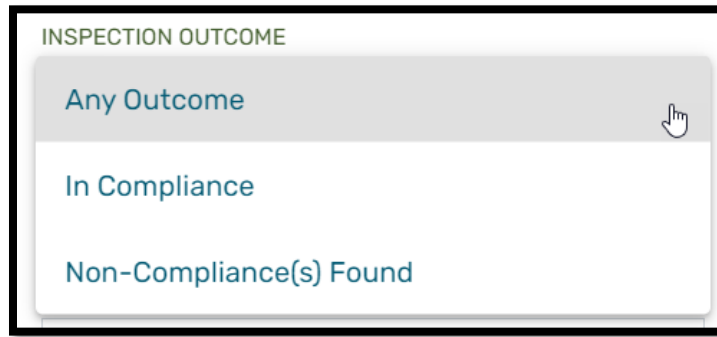 INSPECTION OUTCOME
Any Outcome
In Compliance
Non-Compliance(s) Found